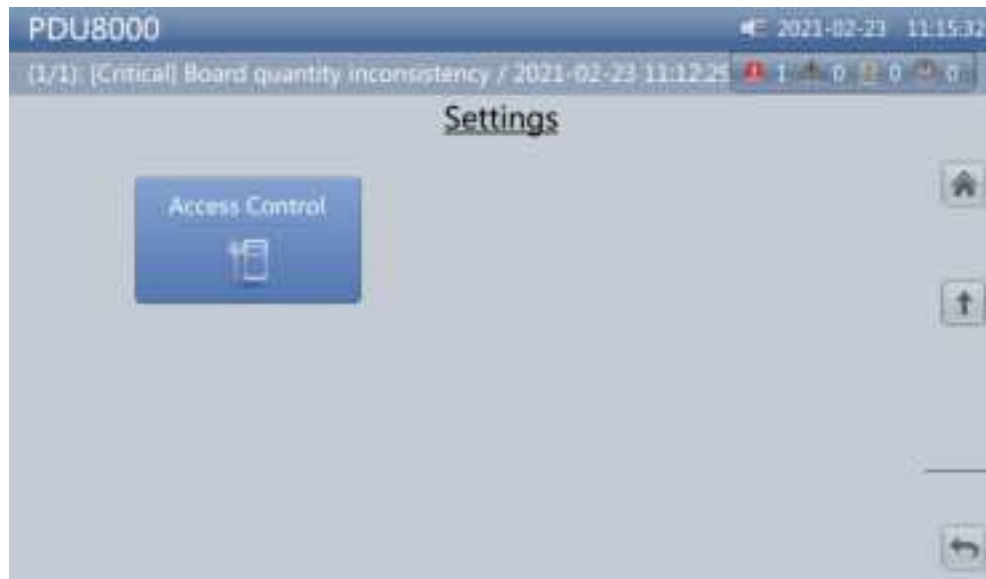 PDU8000 2021-02-23 11:15:32
(1/1): [Critical] Board quantity inconsistency / 2021-02-23 11:12:29 1 0 0 0
Settings
Access Control